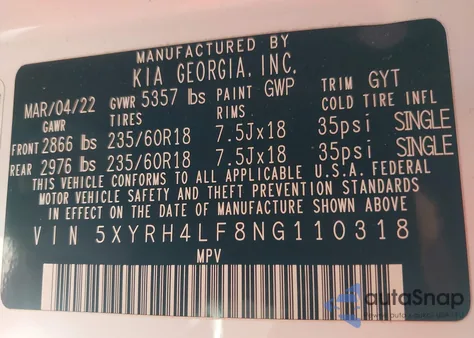 MANUFACTURED BY
KIA GEORGIA, INC.
MAR/04/22 GVWR 5357 lbs PAINT GWP TRIM GYT
GAWR TIRES RIMS COLD TIRE INFL
FRONT 2866 lbs 235/60R18 7.5Jx18 35psi SINGLE
REAR 2976 lbs 235/60R18 7.5Jx18 35psi SINGLE
THIS VEHICLE CONFORMS TO ALL APPLICABLE U.S.A. FEDERAL
MOTOR VEHICLE SAFETY AND THEFT PREVENTION STANDARDS
IN EFFECT ON THE DATE OF MANUFACTURE SHOWN ABOVE
VIN 5XYRH4LF8NG110318
MPV
autoSnap